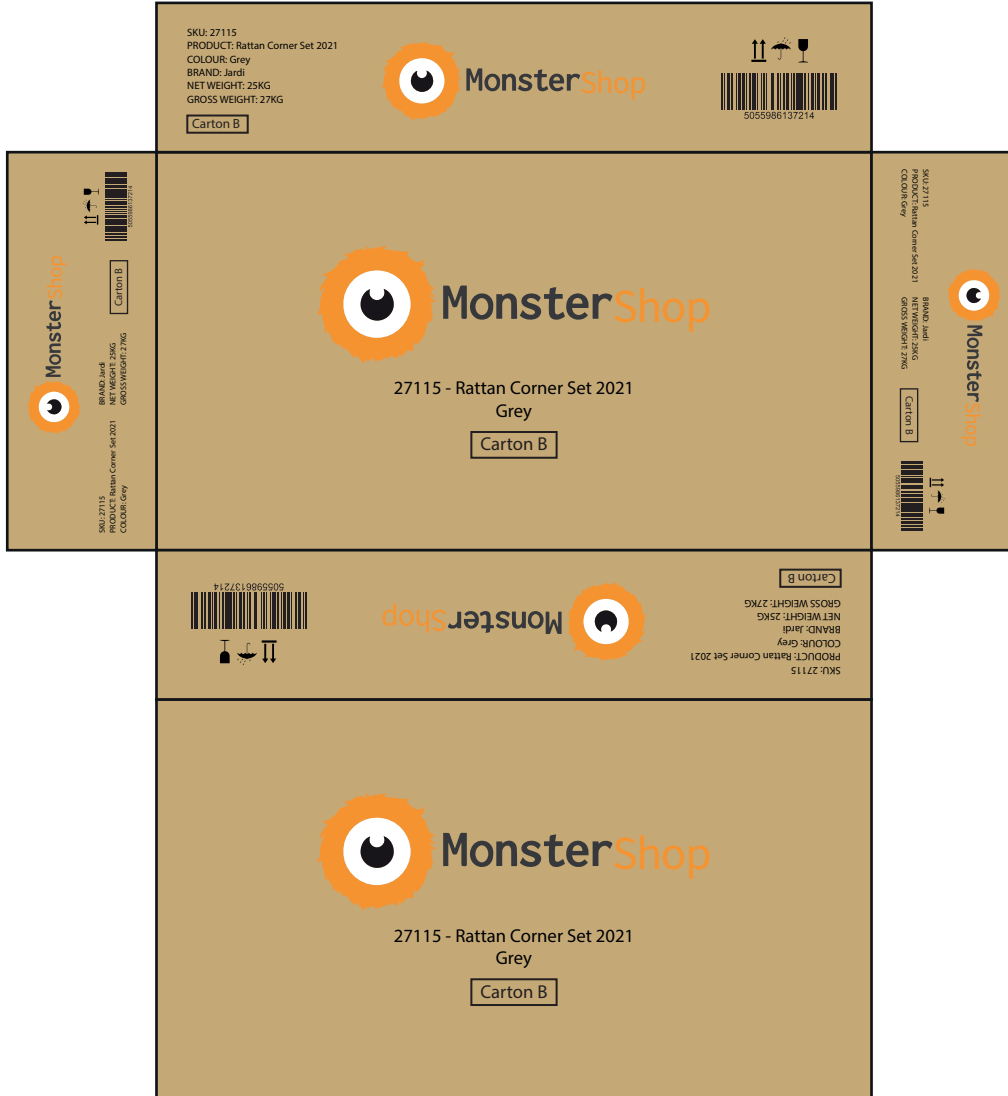 SKU: 27115
PRODUCT: Rattan Corner Set 2021
COLOUR: Grey
BRAND: Jardi
NET WEIGHT: 25KG
GROSS WEIGHT: 27KG
Carton B
MonsterShop
5055986137214
5055986137214
Carton B
MonsterShop
BRAND: Jardi
NET WEIGHT: 25KG
GROSS WEIGHT: 27KG
SKU: 27115
PRODUCT: Rattan Corner Set 2021
COLOUR: Grey
MonsterShop
27115 - Rattan Corner Set 2021
Grey
Carton B
SKU: 27115
PRODUCT: Rattan Corner Set 2021
COLOUR: Grey
BRAND: Jardi
NET WEIGHT: 25KG
GROSS WEIGHT: 27KG
MonsterShop
Carton B
5055986137214
SKU: 27115
PRODUCT: Rattan Corner Set 2021
COLOUR: Grey
BRAND: Jardi
NET WEIGHT: 25KG
GROSS WEIGHT: 27KG
Carton B
MonsterShop
5055986137214
MonsterShop
27115 - Rattan Corner Set 2021
Grey
Carton B